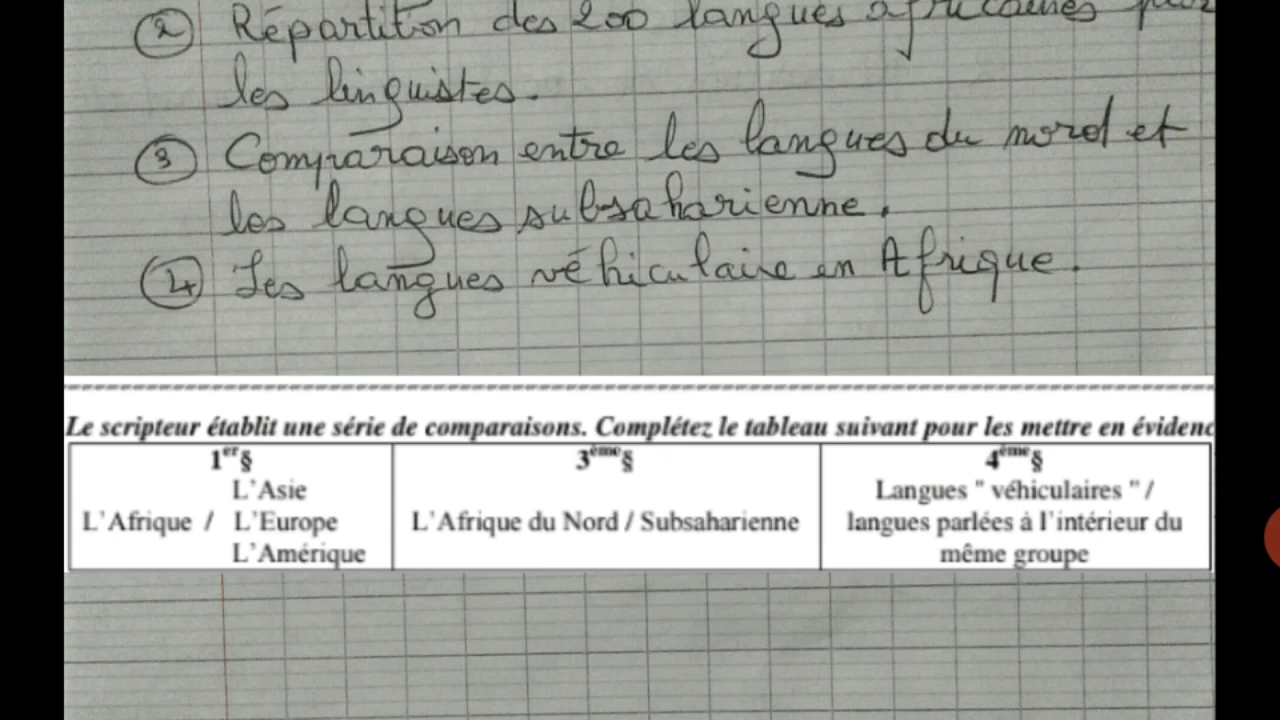 ② Répartition des 200 langues africaines par
les linguistes.
③ Comparaison entre les langues du nord et
les langues subsaharienne.
④ Les langues véhiculaire en Afrique.
Le scripteur établit une série de comparaisons. Complétez le tableau suivant pour les mettre en évidenc
1er§ 3ème§ 4ème§
L'Asie Langues " véhiculaires " /
L'Afrique / L'Europe L'Afrique du Nord / Subsaharienne langues parlées à l'intérieur du
L'Amérique même groupe